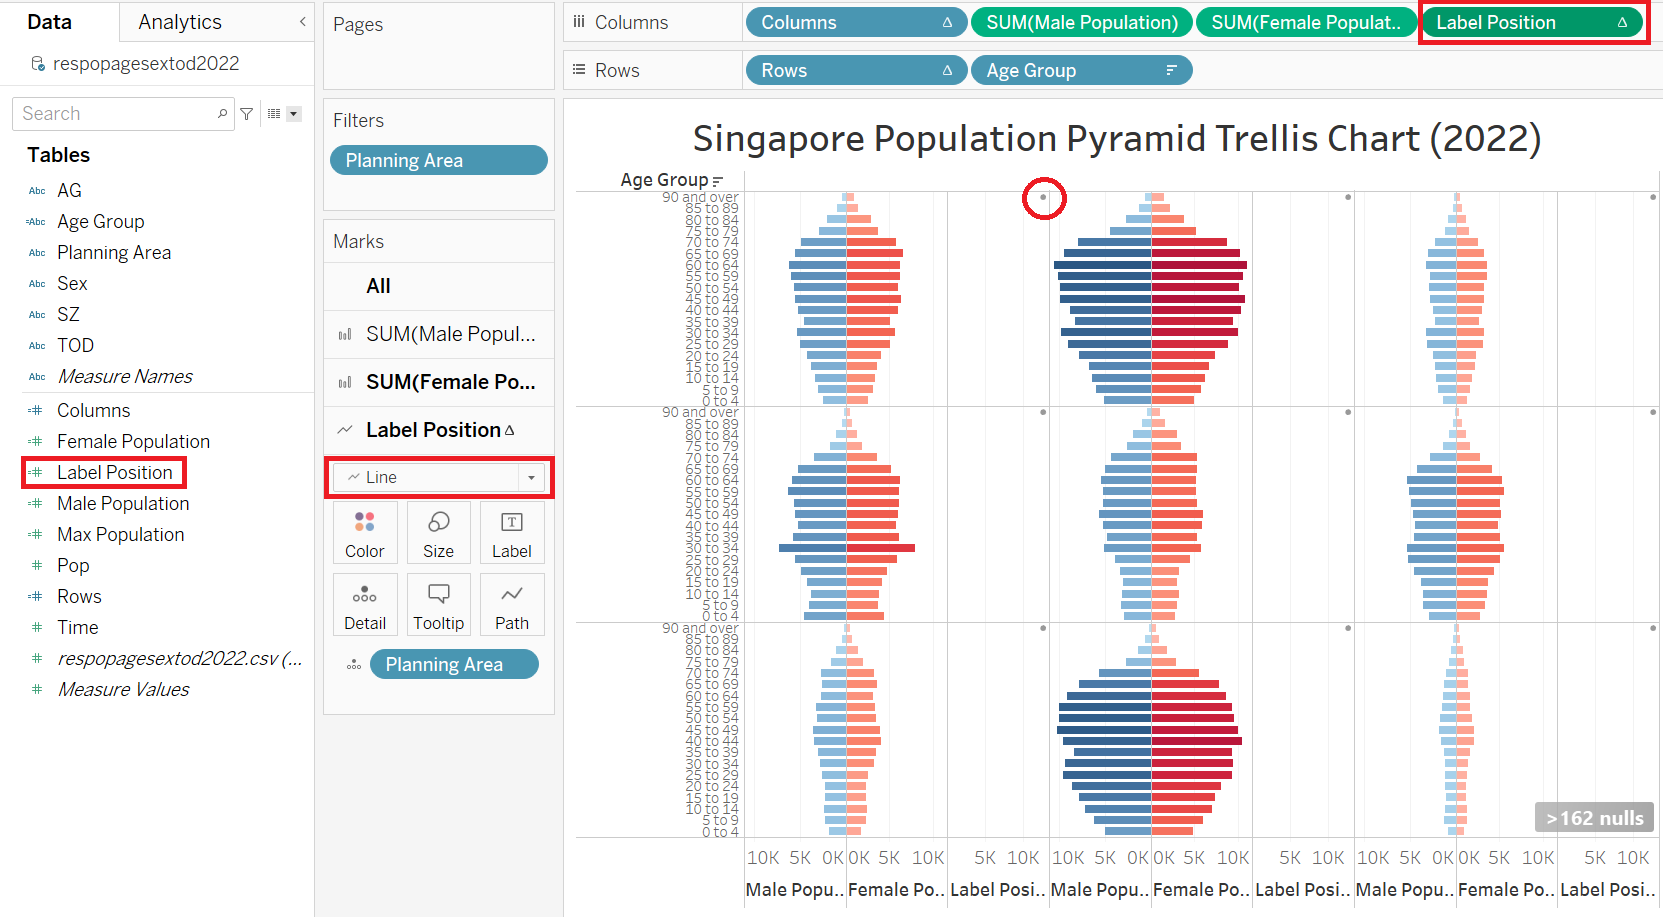 Data
Analytics
respopagesextod2022
Search
Tables
Abc AG
=Abc Age Group
Abc Planning Area
Abc Sex
Abc SZ
Abc TOD
Abc Measure Names
=# Columns
=# Female Population
=# Label Position
=# Male Population
=# Max Population
# Pop
=# Rows
# Time
# respopagesextod2022.csv (...
# Measure Values
Pages
Filters
Planning Area
Marks
All
SUM(Male Popul...
SUM(Female Po...
Label Position Δ
Line
Color Size Label
Detail Tooltip Path
Planning Area
Columns
Columns Δ
SUM(Male Population)
SUM(Female Populat..
Label Position Δ
Rows
Rows Δ
Age Group
Singapore Population Pyramid Trellis Chart (2022)
Age Group
90 and over
85 to 89
80 to 84
75 to 79
70 to 74
65 to 69
60 to 64
55 to 59
50 to 54
45 to 49
40 to 44
35 to 39
30 to 34
25 to 29
20 to 24
15 to 19
10 to 14
5 to 9
0 to 4
90 and over
85 to 89
80 to 84
75 to 79
70 to 74
65 to 69
60 to 64
55 to 59
50 to 54
45 to 49
40 to 44
35 to 39
30 to 34
25 to 29
20 to 24
15 to 19
10 to 14
5 to 9
0 to 4
90 and over
85 to 89
80 to 84
75 to 79
70 to 74
65 to 69
60 to 64
55 to 59
50 to 54
45 to 49
40 to 44
35 to 39
30 to 34
25 to 29
20 to 24
15 to 19
10 to 14
5 to 9
0 to 4
>162 nulls
10K 5K 0K 0K 5K 10K 5K 10K 10K 5K 0K 0K 5K 10K 5K 10K 10K 5K 0K 0K 5K 10K 5K 10K
Male Popu.. Female Po.. Label Posi.. Male Popu.. Female Po.. Label Posi.. Male Popu.. Female Po.. Label Posi..